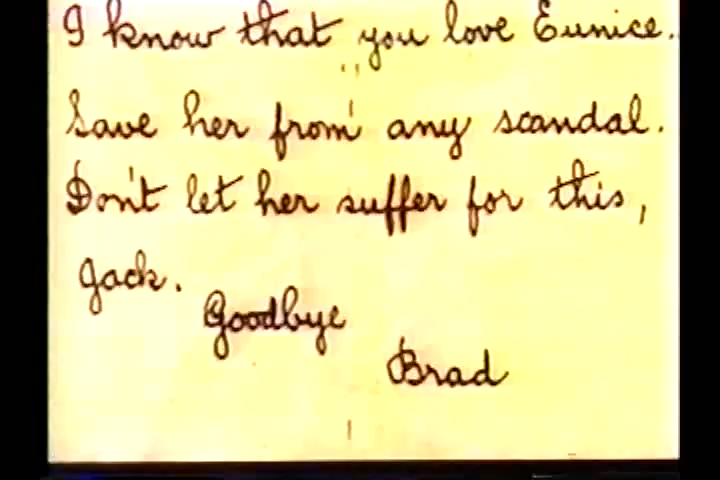 I know that you love Eunice.
Save her from any scandal.
Don't let her suffer for this,
Jack.
Goodbye
Brad